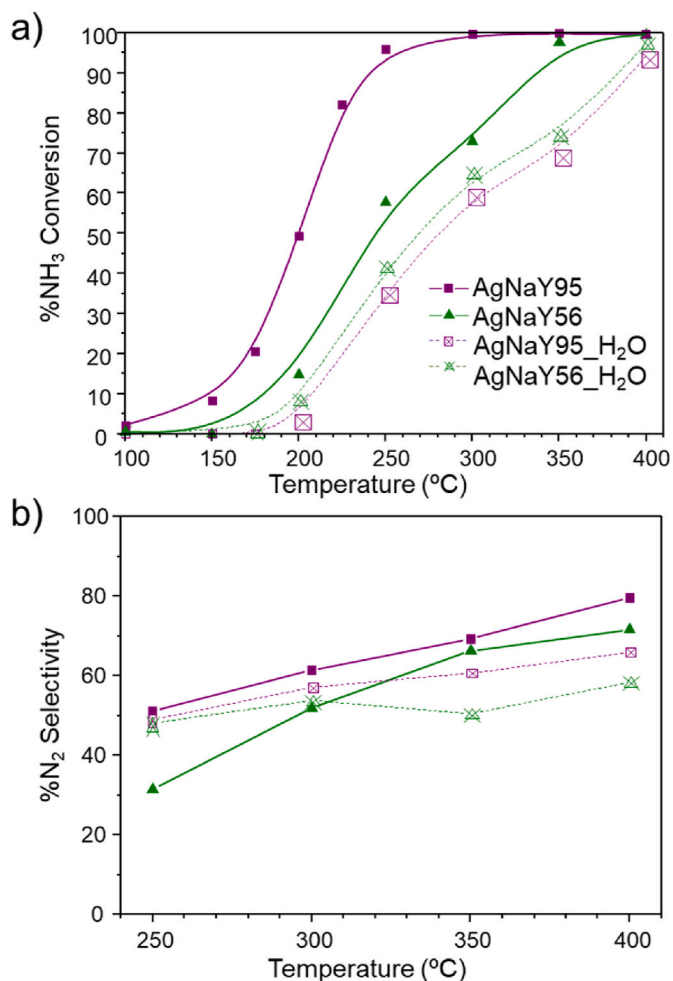 a)
100
90
80
70
60
50
40
30
20
10
0
%NH₃ Conversion
AgNaY95
AgNaY56
AgNaY95_H₂O
AgNaY56_H₂O
100 150 200 250 300 350 400
Temperature (ºC)
b)
100
80
60
40
20
0
%N₂ Selectivity
250 300 350 400
Temperature (ºC)